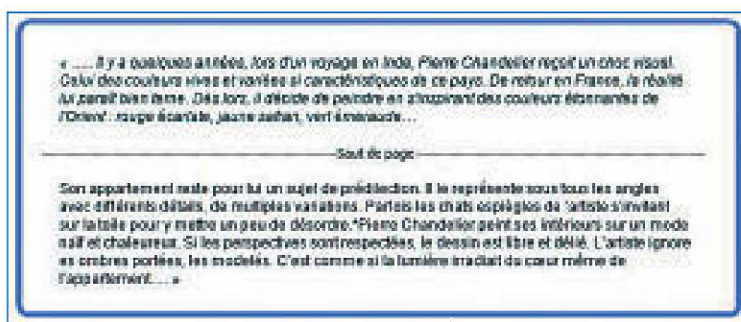 « ..... Il y a quelques années, lors d'un voyage en Inde, Pierre Chandelier reçoit un choc visuel.
Celui des couleurs vives et variées si caractéristiques de ce pays. De retour en France, la réalité
lui paraît bien terne. Dès lors, il décide de peindre en s'inspirant des couleurs étonnantes de
l'Orient : rouge écarlate, jaune safran, vert émeraude...
Saut de page
Son appartement reste pour lui un sujet de prédilection. Il le représente sous tous les angles
avec différents détails, de multiples variations. Parfois les chats espiègles de l'artiste s'invitent
sur la toile pour y mettre un peu de désordre."Pierre Chandelier peint ses intérieurs sur un mode
naïf et chaleureux. Si les perspectives sont respectées, le dessin est libre et délié. L'artiste ignore
les ombres portées, les modelés. C'est comme si la lumière irradiait du cœur même de
l'appartement.... »